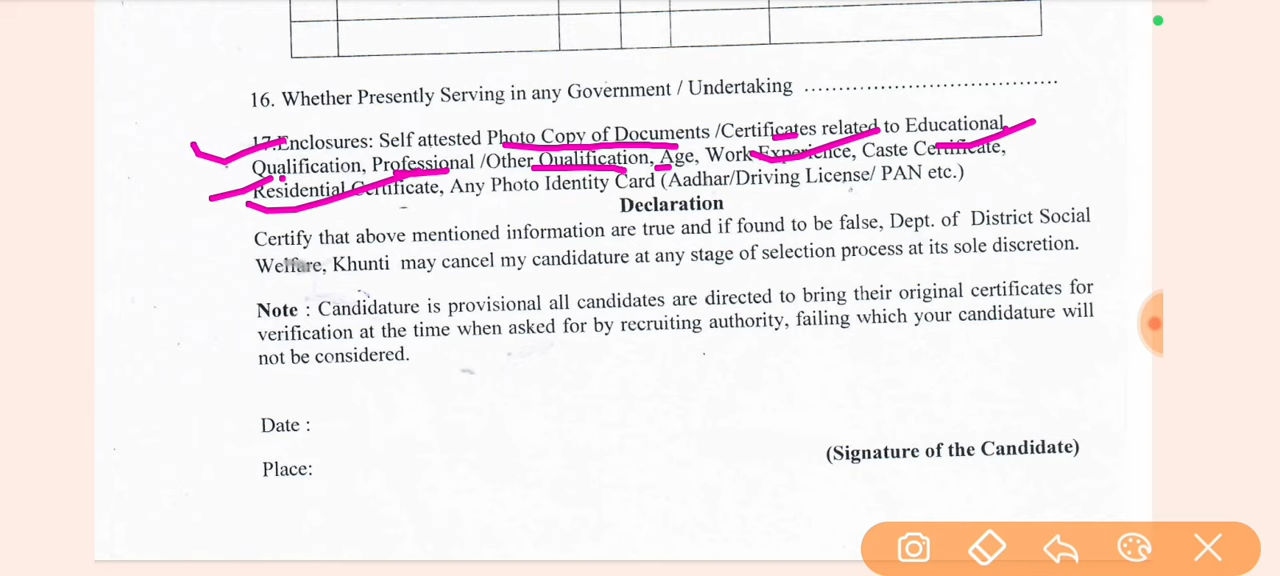 16. Whether Presently Serving in any Government / Undertaking ....................................
17.Enclosures: Self attested Photo Copy of Documents /Certificates related to Educational
Qualification, Professional /Other Qualification, Age, Work Experience, Caste Certificate,
Residential Certificate, Any Photo Identity Card (Aadhar/Driving License/ PAN etc.)
Declaration
Certify that above mentioned information are true and if found to be false, Dept. of District Social
Welfare, Khunti may cancel my candidature at any stage of selection process at its sole discretion.
Note : Candidature is provisional all candidates are directed to bring their original certificates for
verification at the time when asked for by recruiting authority, failing which your candidature will
not be considered.
Date :
Place:
(Signature of the Candidate)